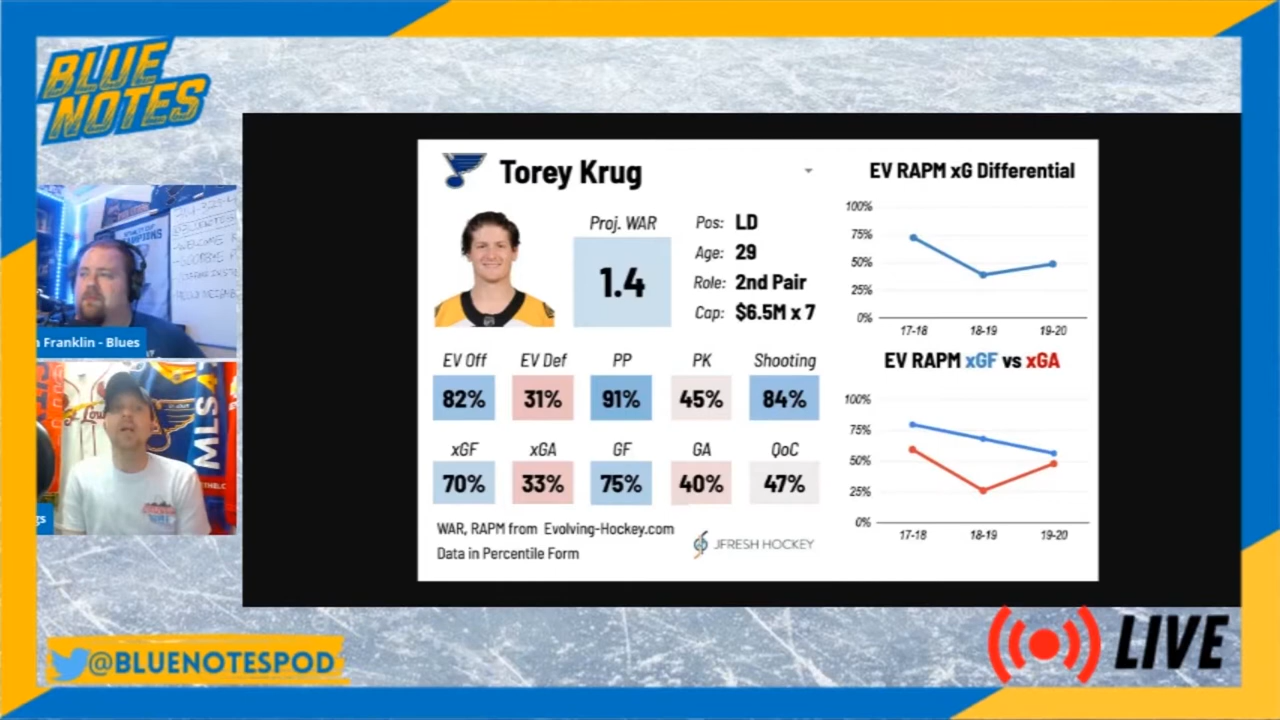 BLUE
NOTES
Torey Krug
Proj. WAR
1.4
Pos: LD
Age: 29
Role: 2nd Pair
Cap: $6.5M x 7
EV Off EV Def PP PK Shooting
82% 31% 91% 45% 84%
xGF xGA GF GA QoC
70% 33% 75% 40% 47%
WAR, RAPM from Evolving-Hockey.com
Data in Percentile Form
JFRESH HOCKEY
EV RAPM xG Differential
100%
75%
50%
25%
0%
17-18 18-19 19-20
EV RAPM xGF vs xGA
100%
75%
50%
25%
0%
17-18 18-19 19-20
Franklin - Blues
MLS
@BLUENOTESPOD
LIVE